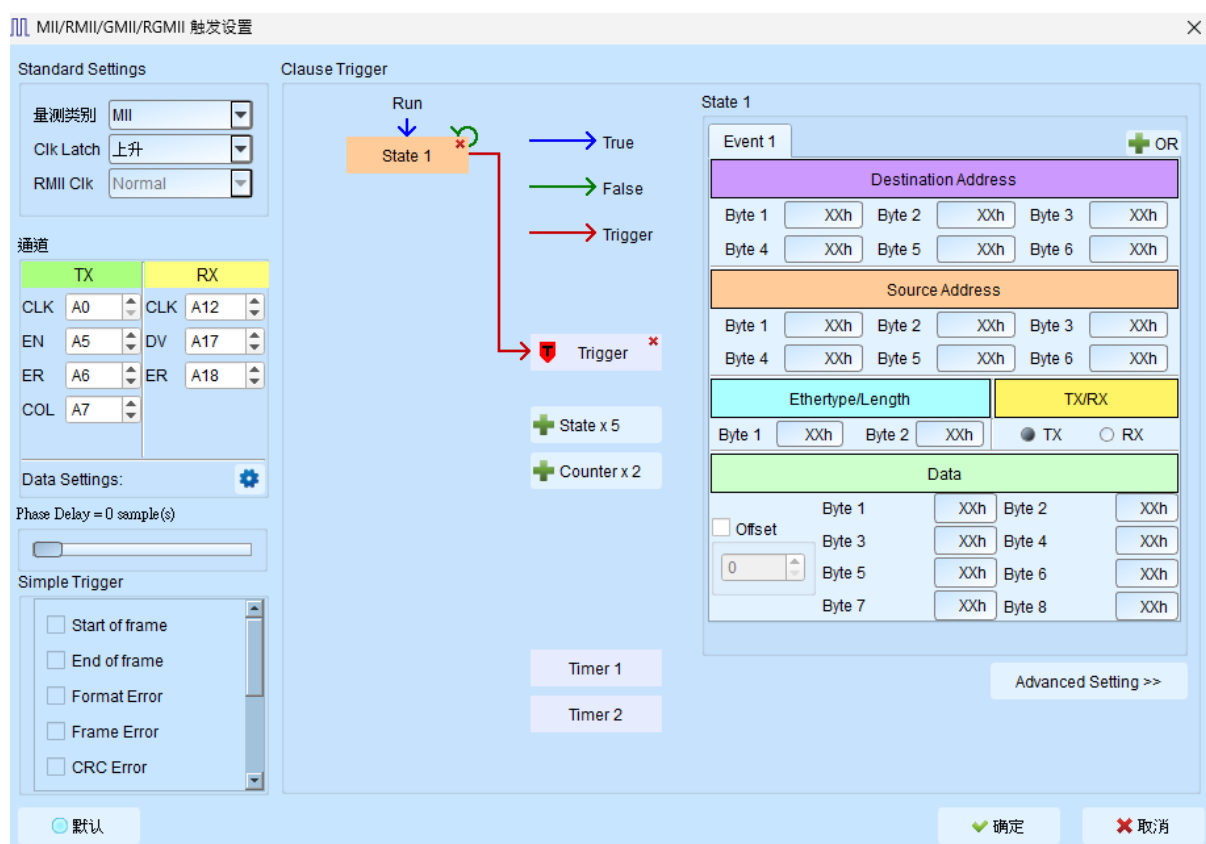 MII/RMII/GMII/RGMII 触发设置
Standard Settings
量测类别 MII
Clk Latch 上升
RMII Clk Normal
通道
TX RX
CLK A0 CLK A12
EN A5 DV A17
ER A6 ER A18
COL A7
Data Settings:
Phase Delay = 0 sample(s)
Simple Trigger
Start of frame
End of frame
Format Error
Frame Error
CRC Error
默认
Clause Trigger
Run
State 1
True
False
Trigger
Trigger
State x 5
Counter x 2
Timer 1
Timer 2
State 1
Event 1 OR
Destination Address
Byte 1 XXh Byte 2 XXh Byte 3 XXh
Byte 4 XXh Byte 5 XXh Byte 6 XXh
Source Address
Byte 1 XXh Byte 2 XXh Byte 3 XXh
Byte 4 XXh Byte 5 XXh Byte 6 XXh
Ethertype/Length TX/RX
Byte 1 XXh Byte 2 XXh TX RX
Data
Offset
0
Byte 1 XXh Byte 2 XXh
Byte 3 XXh Byte 4 XXh
Byte 5 XXh Byte 6 XXh
Byte 7 XXh Byte 8 XXh
Advanced Setting >>
确定 取消